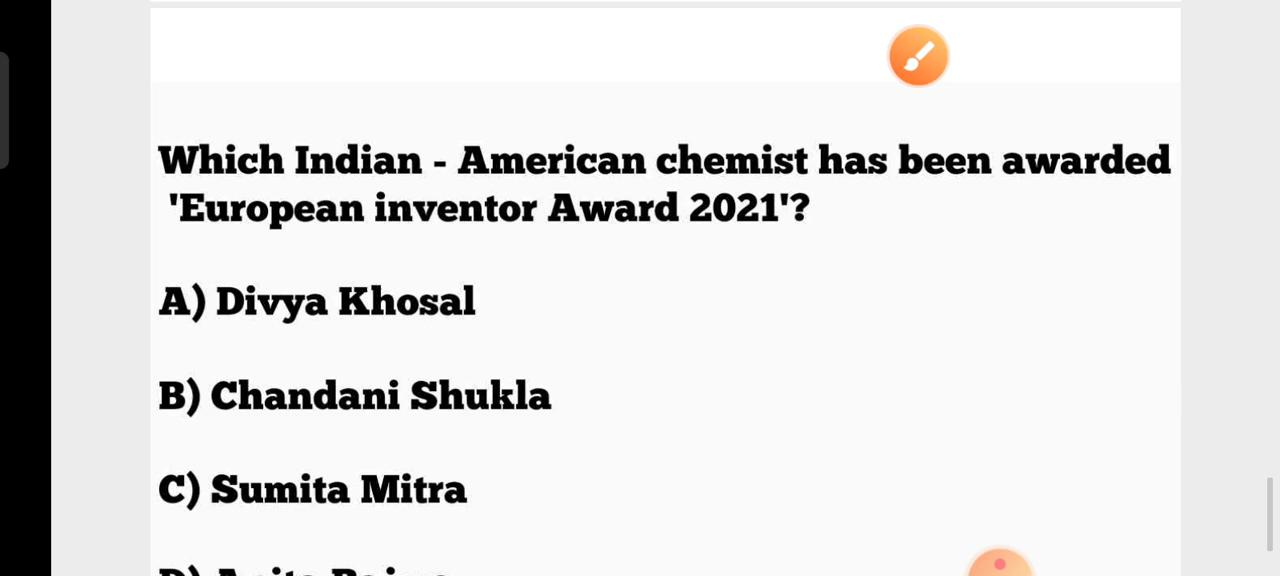 Which Indian - American chemist has been awarded
'European inventor Award 2021'?
A) Divya Khosal
B) Chandani Shukla
C) Sumita Mitra
D)